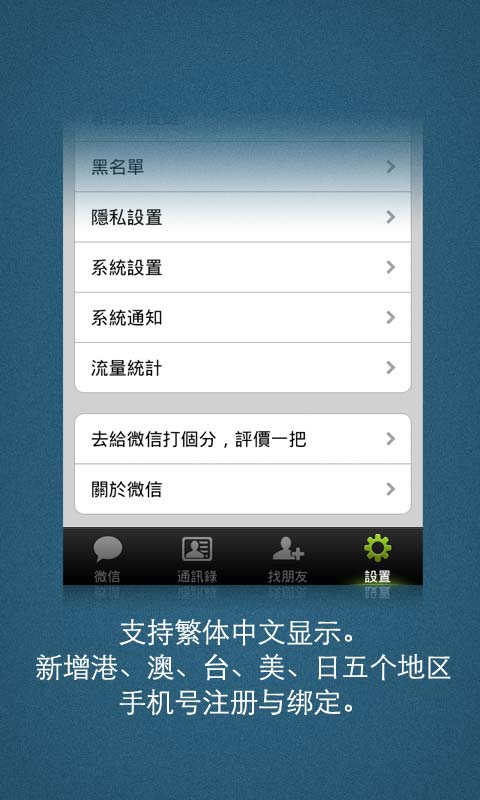 黑名單
隱私設置
系統設置
系統通知
流量統計
去給微信打個分，評價一把
關於微信
微信
通訊錄
找朋友
設置
支持繁体中文显示。
新增港、澳、台、美、日五个地区
手机号注册与绑定。